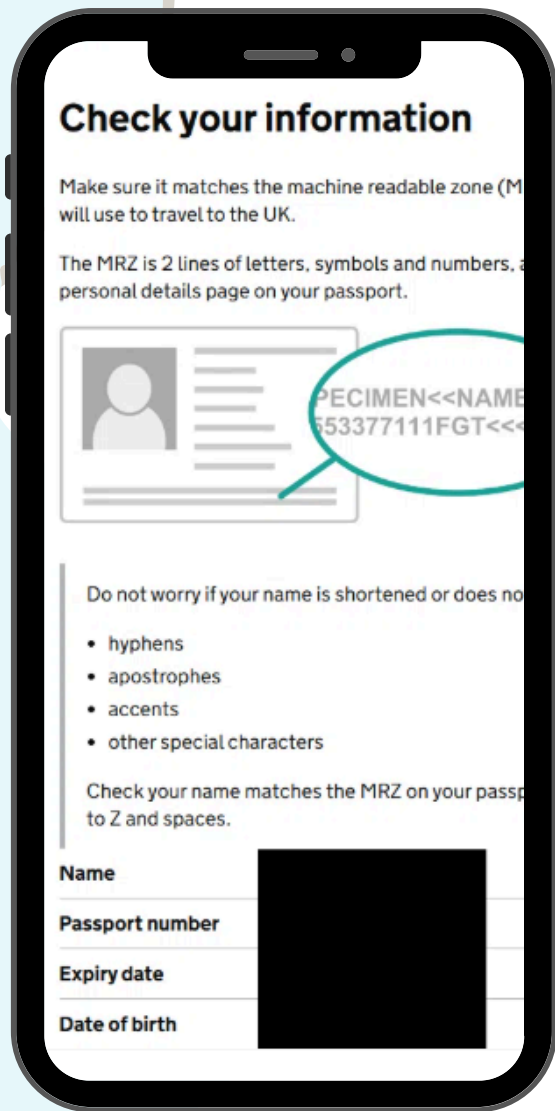 Check your information
Make sure it matches the machine readable zone (M
will use to travel to the UK.
The MRZ is 2 lines of letters, symbols and numbers, a
personal details page on your passport.
PECIMEN<<NAME
553377111FGT<<<
Do not worry if your name is shortened or does no
• hyphens
• apostrophes
• accents
• other special characters
Check your name matches the MRZ on your passp
to Z and spaces.
Name
Passport number
Expiry date
Date of birth